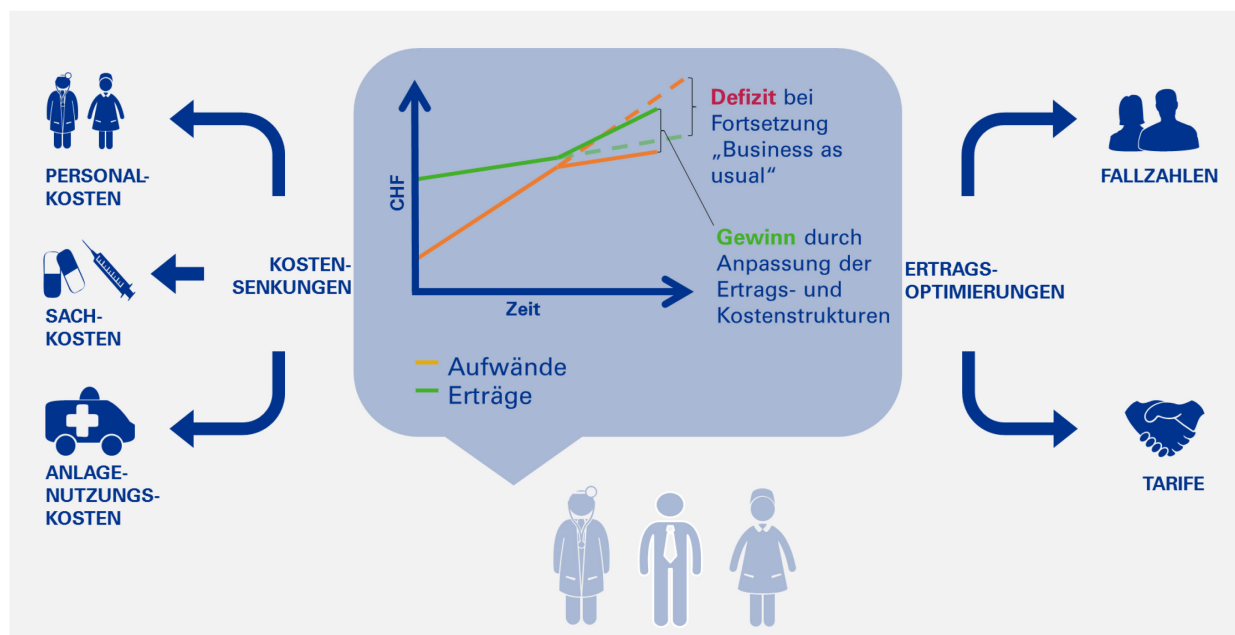 PERSONAL-
KOSTEN
SACH-
KOSTEN
ANLAGE-
NUTZUNGS-
KOSTEN
KOSTEN-
SENKUNGEN
CHF
Zeit
Defizit bei
Fortsetzung
„Business as
usual“
Gewinn durch
Anpassung der
Ertrags- und
Kostenstrukturen
Aufwände
Erträge
ERTRAGS-
OPTIMIERUNGEN
FALLZAHLEN
TARIFE